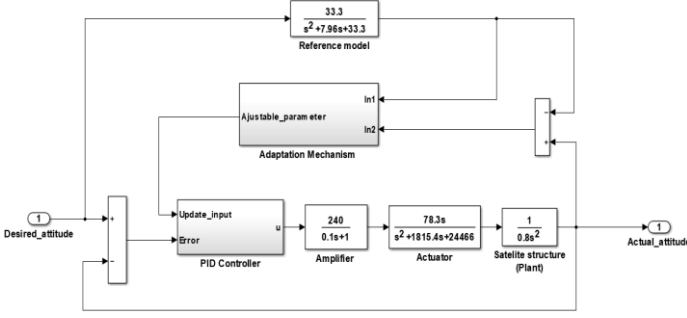 33.3
s²+7.96s+33.3
Reference model
In1
Ajustable_parameter
In2
Adaptation Mechanism
−
+
1
Desired_attitude
+
−
Update_input
Error
u
PID Controller
240
0.1s+1
Amplifier
78.3s
s²+1815.4s+24466
Actuator
1
0.8s²
Satelite structure
(Plant)
1
Actual_attitude